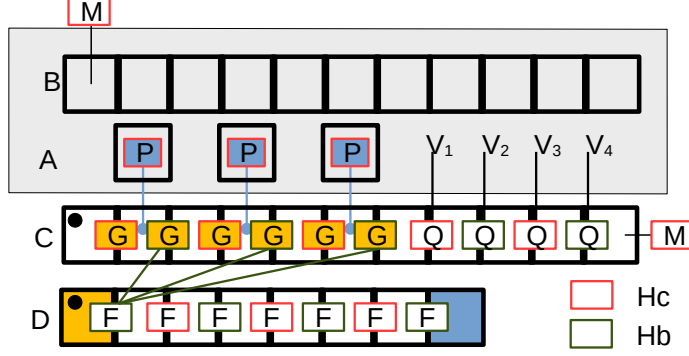 M
B
A P P P V1 V2 V3 V4
C G G G G G G Q Q Q Q M
D F F F F F F F
Hc
Hb